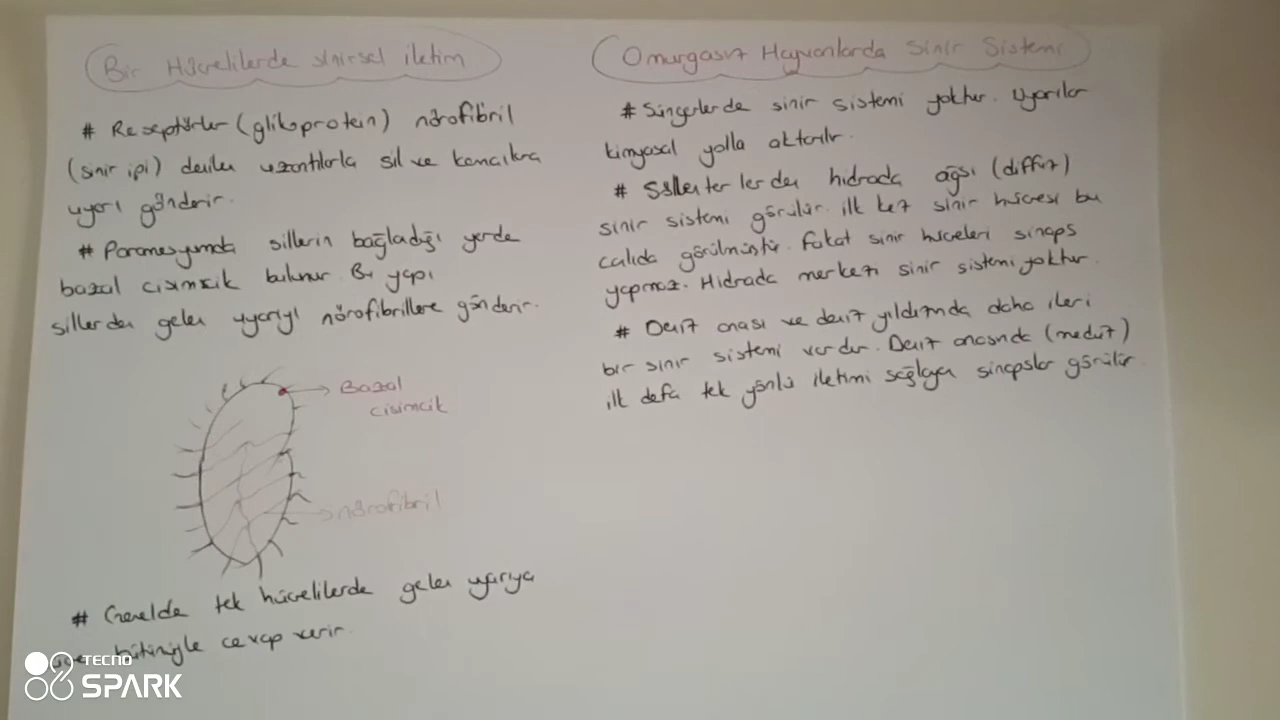 Bir Hücrelilerde sinirsel iletim
# Reseptörler (glikoprotein) nörofibril
(sinir ipi) denilen uzantılarla sil ve kamçılara
uyarı gönderir.
# Paramesyumda sillerin bağladığı yerde
bazal cisimcik bulunur. Bu yapı
sillerden gelen uyarıyı nörofibrillere gönderir.
Bazal
cisimcik
nörofibril
# Genelde tek hücrelilerde gelen uyarıya
bütünüyle cevap verir.
Omurgasız Hayvanlarda Sinir Sistemi
# Süngerlerde sinir sistemi yoktur. Uyarılar
kimyasal yolla aktarılır.
# Sölenterlerden hidrada ağsı (diffuz)
sinir sistemi görülür. ilk kez sinir hücresi bu
calıda görülmüştür. Fakat sinir hücreleri sinaps
yapmaz. Hidrada merkezi sinir sistemi yoktur.
# Deniz anası ve deniz yıldızında daha ileri
bir sinir sistemi vardır. Deniz anasında (meduz)
ilk defa tek yönlü iletimi sağlayan sinapslar görülür.
TECNO
SPARK